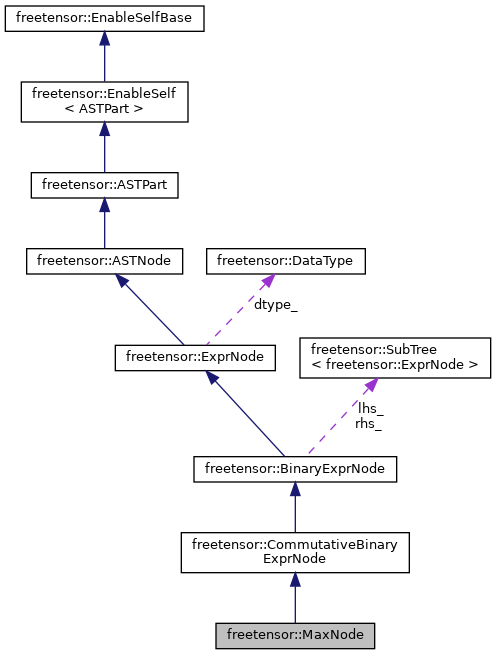 freetensor::EnableSelfBase
freetensor::EnableSelf
< ASTPart >
freetensor::ASTPart
freetensor::ASTNode
freetensor::DataType
dtype_
freetensor::ExprNode
freetensor::SubTree
< freetensor::ExprNode >
lhs_
rhs_
freetensor::BinaryExprNode
freetensor::CommutativeBinary
ExprNode
freetensor::MaxNode